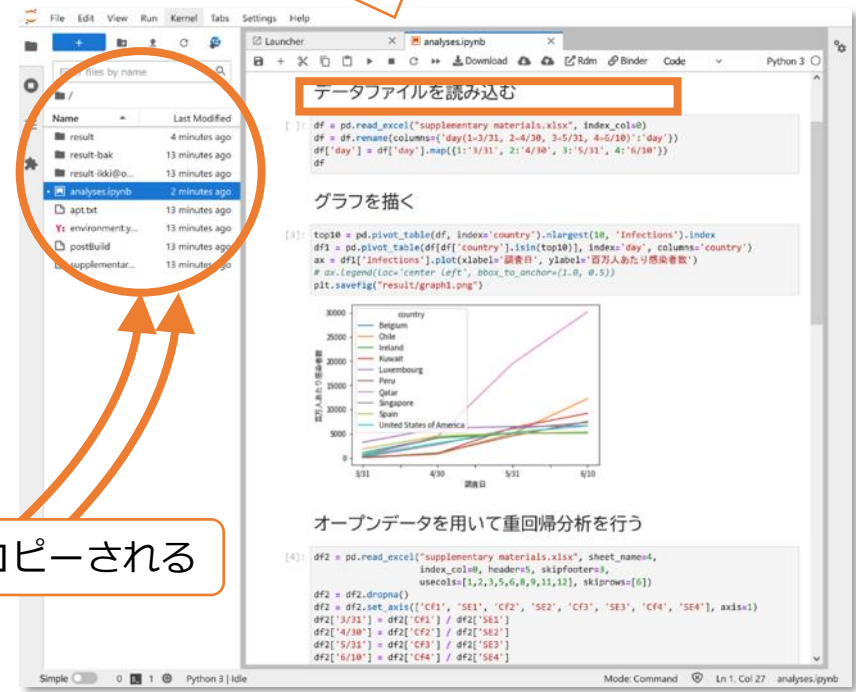 File Edit View Run Kernel Tabs Settings Help
Launcher
analyses.ipynb
Filter files by name
Download Rdm Binder Code Python 3
/
Name Last Modified
result 4 minutes ago
result-bak 13 minutes ago
result-ikki@o... 13 minutes ago
analyses.ipynb 2 minutes ago
apt.txt 13 minutes ago
Y: environment.y... 13 minutes ago
postBuild 13 minutes ago
supplementar... 13 minutes ago
コピーされる
データファイルを読み込む
[ ]: df = pd.read_excel("supplementary materials.xlsx", index_col=0)
df = df.rename(columns={'day(1=3/31, 2=4/30, 3=5/31, 4=6/10)':'day'})
df['day'] = df['day'].map({1:'3/31', 2:'4/30', 3:'5/31', 4:'6/10'})
df
グラフを描く
[3]: top10 = pd.pivot_table(df, index='country').nlargest(10, 'Infections').index
df1 = pd.pivot_table(df[df['country'].isin(top10)], index='day', columns='country')
ax = df1['Infections'].plot(xlabel='調査日', ylabel='百万人あたり感染者数')
# ax.legend(loc='center left', bbox_to_anchor=(1.0, 0.5))
plt.savefig("result/graph1.png")
百万人あたり感染者数
30000
25000
20000
15000
10000
5000
0
country
Belgium
Chile
Ireland
Kuwait
Luxembourg
Peru
Qatar
Singapore
Spain
United States of America
3/31 4/30 5/31 6/10
調査日
オープンデータを用いて重回帰分析を行う
[4]: df2 = pd.read_excel("supplementary materials.xlsx", sheet_name=4,
index_col=0, header=5, skipfooter=3,
usecols=[1,2,3,5,6,8,9,11,12], skiprows=[6])
df2 = df2.dropna()
df2 = df2.set_axis(['Cf1', 'SE1', 'Cf2', 'SE2', 'Cf3', 'SE3', 'Cf4', 'SE4'], axis=1)
df2['3/31'] = df2['Cf1'] / df2['SE1']
df2['4/30'] = df2['Cf2'] / df2['SE2']
df2['5/31'] = df2['Cf3'] / df2['SE3']
df2['6/10'] = df2['Cf4'] / df2['SE4']
Simple 0 1 Python 3 | Idle Mode: Command Ln 1, Col 27 analyses.ipynb